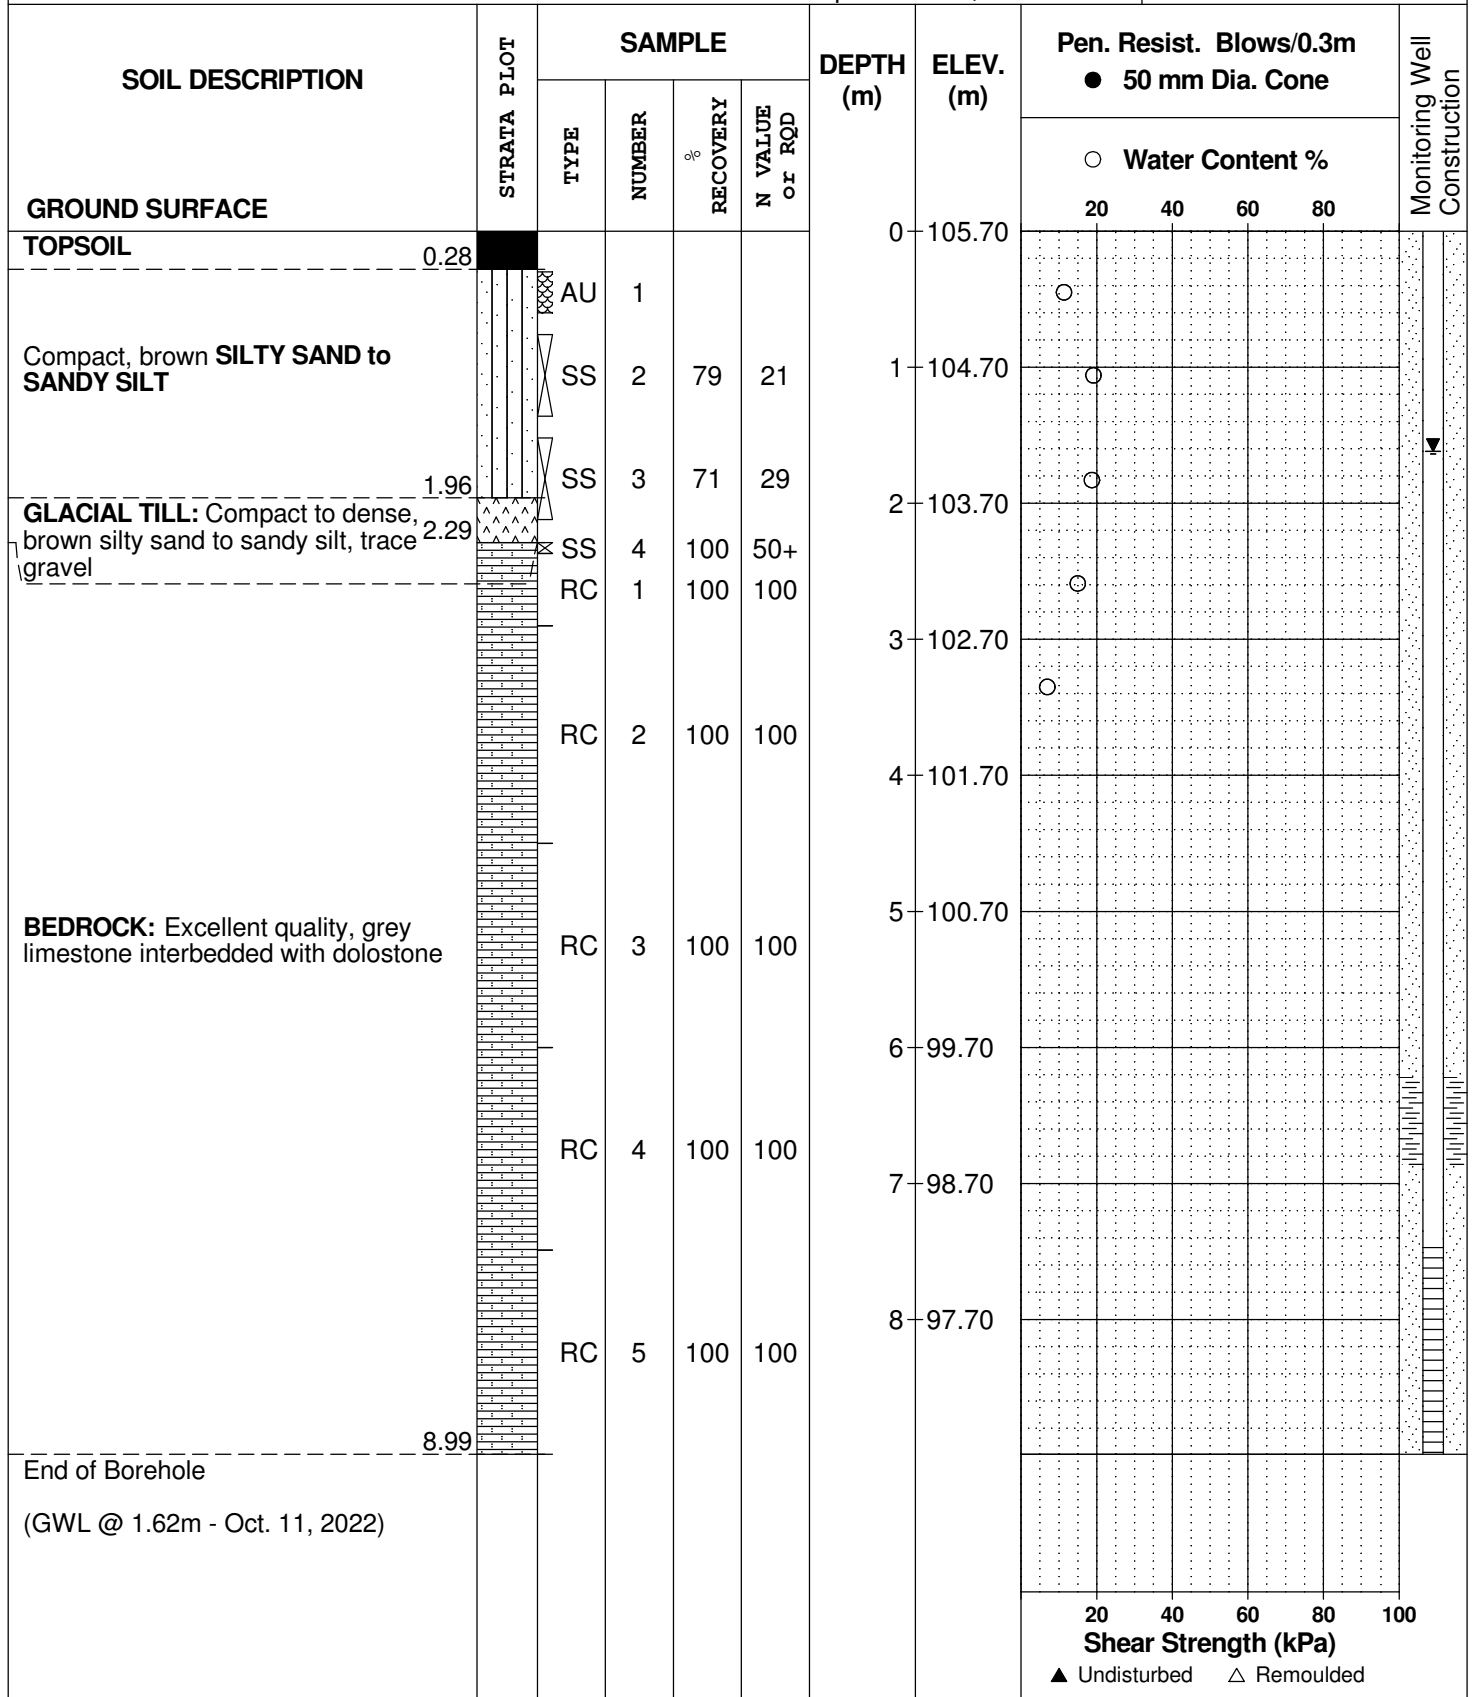 SOIL DESCRIPTION
GROUND SURFACE
STRATA PLOT
SAMPLE
TYPE
NUMBER
%
RECOVERY
N VALUE
or RQD
DEPTH
(m)
ELEV.
(m)
Pen. Resist. Blows/0.3m
● 50 mm Dia. Cone
○ Water Content %
20 40 60 80
Monitoring Well
Construction
0 105.70
TOPSOIL
0.28
AU 1
Compact, brown SILTY SAND to
SANDY SILT
1 104.70
SS 2 79 21
SS 3 71 29
1.96
2 103.70
GLACIAL TILL: Compact to dense,
2.29
brown silty sand to sandy silt, trace
gravel
SS 4 100 50+
RC 1 100 100
3 102.70
RC 2 100 100
4 101.70
5 100.70
BEDROCK: Excellent quality, grey
limestone interbedded with dolostone
RC 3 100 100
6 99.70
RC 4 100 100
7 98.70
8 97.70
RC 5 100 100
8.99
End of Borehole
(GWL @ 1.62m - Oct. 11, 2022)
20 40 60 80 100
Shear Strength (kPa)
▲ Undisturbed △ Remoulded